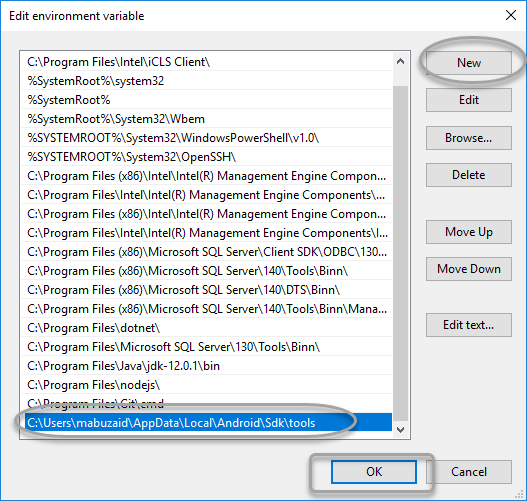 Edit environment variable
C:\Program Files\Intel\iCLS Client\
%SystemRoot%\system32
%SystemRoot%
%SystemRoot%\System32\Wbem
%SYSTEMROOT%\System32\WindowsPowerShell\v1.0\
%SYSTEMROOT%\System32\OpenSSH\
C:\Program Files (x86)\Intel\Intel(R) Management Engine Compon...
C:\Program Files\Intel\Intel(R) Management Engine Components\...
C:\Program Files (x86)\Intel\Intel(R) Management Engine Compon...
C:\Program Files\Intel\Intel(R) Management Engine Components\I...
C:\Program Files (x86)\Microsoft SQL Server\Client SDK\ODBC\130...
C:\Program Files (x86)\Microsoft SQL Server\140\Tools\Binn\
C:\Program Files (x86)\Microsoft SQL Server\140\DTS\Binn\
C:\Program Files (x86)\Microsoft SQL Server\140\Tools\Binn\Mana...
C:\Program Files\dotnet\
C:\Program Files\Microsoft SQL Server\130\Tools\Binn\
C:\Program Files\Java\jdk-12.0.1\bin
C:\Program Files\nodejs\
C:\Program Files\Git\cmd
C:\Users\mabuzaid\AppData\Local\Android\Sdk\tools
New
Edit
Browse...
Delete
Move Up
Move Down
Edit text...
OK
Cancel